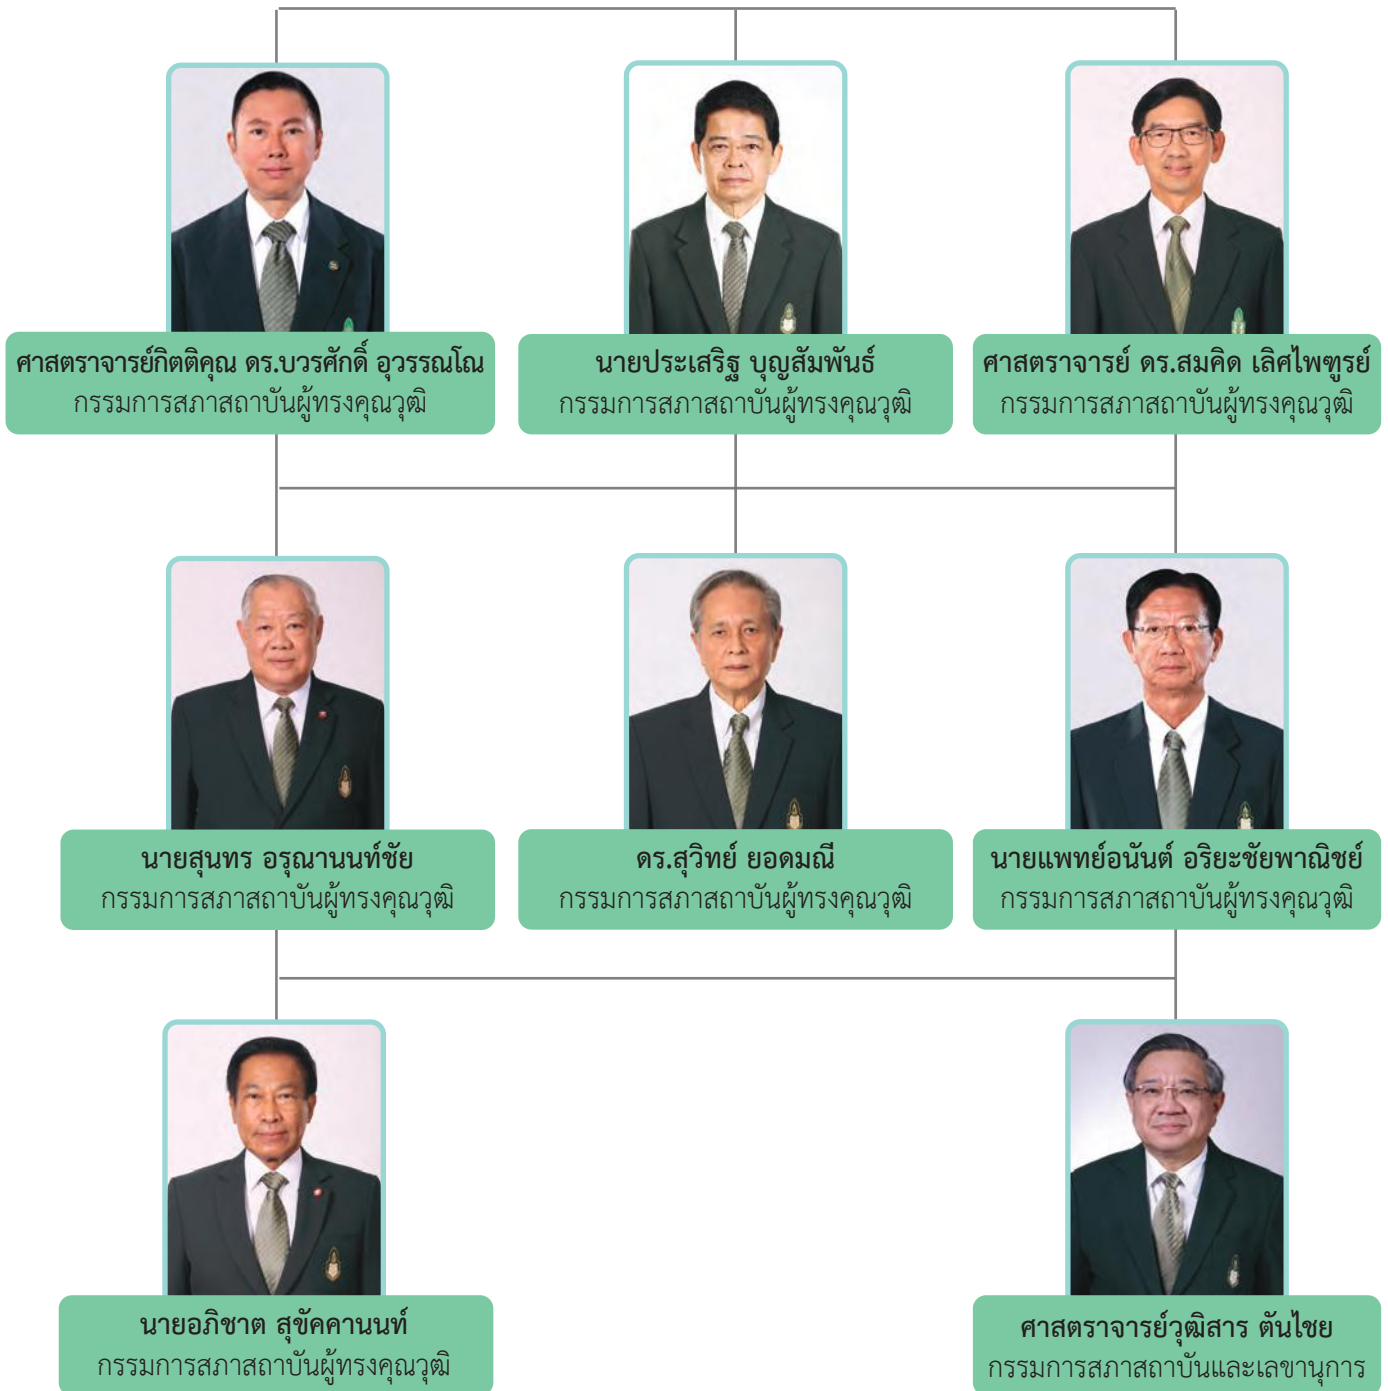 ศาสตราจารย์กิตติคุณ ดร.บวรศักดิ์ อุวรรณโณ
กรรมการสภาสถาบันผู้ทรงคุณวุฒิ
นายประเสริฐ บุญสัมพันธ์
กรรมการสภาสถาบันผู้ทรงคุณวุฒิ
ศาสตราจารย์ ดร.สมคิด เลิศไพฑูรย์
กรรมการสภาสถาบันผู้ทรงคุณวุฒิ
นายสุนทร อรุณานนท์ชัย
กรรมการสภาสถาบันผู้ทรงคุณวุฒิ
ดร.สุวิทย์ ยอดมณี
กรรมการสภาสถาบันผู้ทรงคุณวุฒิ
นายแพทย์อนันต์ อริยะชัยพาณิชย์
กรรมการสภาสถาบันผู้ทรงคุณวุฒิ
นายอภิชาต สุขัคคานนท์
กรรมการสภาสถาบันผู้ทรงคุณวุฒิ
ศาสตราจารย์วุฒิสาร ตันไชย
กรรมการสภาสถาบันและเลขานุการ